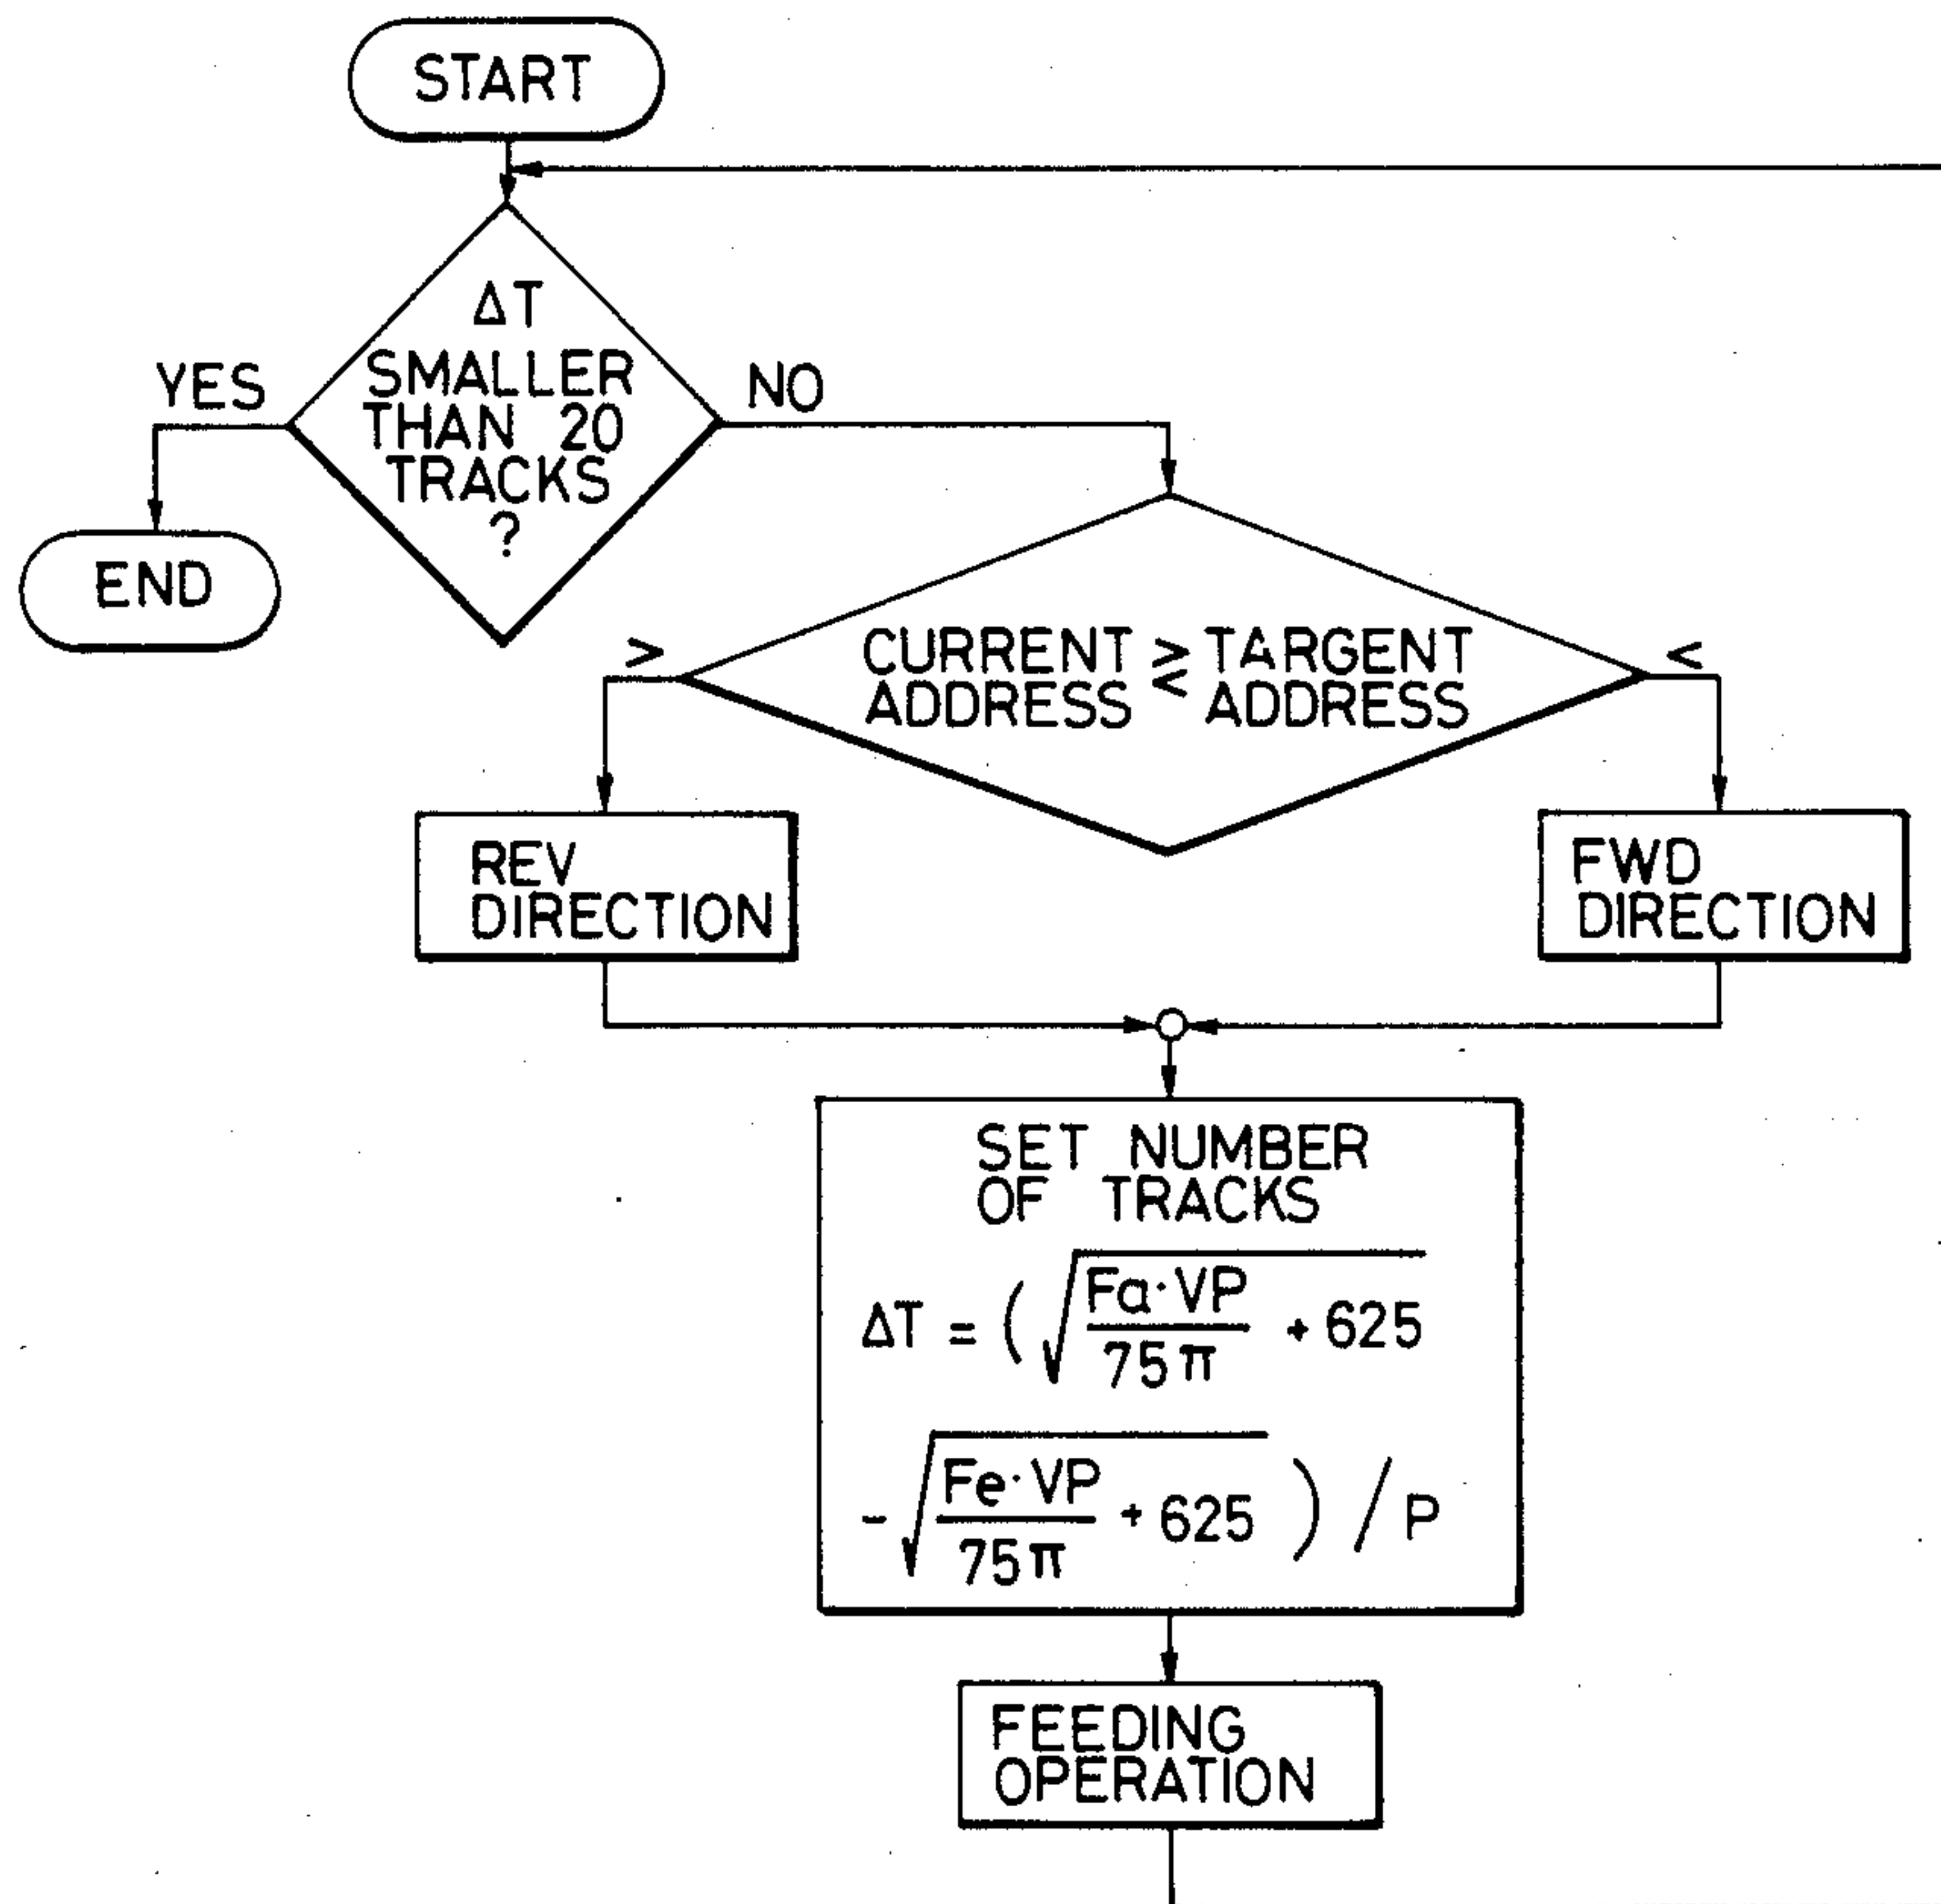 START
ΔT
SMALLER
THAN 20
TRACKS
?
YES
NO
END
CURRENT ≥ TARGENT
ADDRESS ≤ ADDRESS
>
<
REV
DIRECTION
FWD
DIRECTION
SET NUMBER
OF TRACKS
ΔT = (√(Fa·VP / 75π + 625)
- √(Fe·VP / 75π + 625)) / P
FEEDING
OPERATION